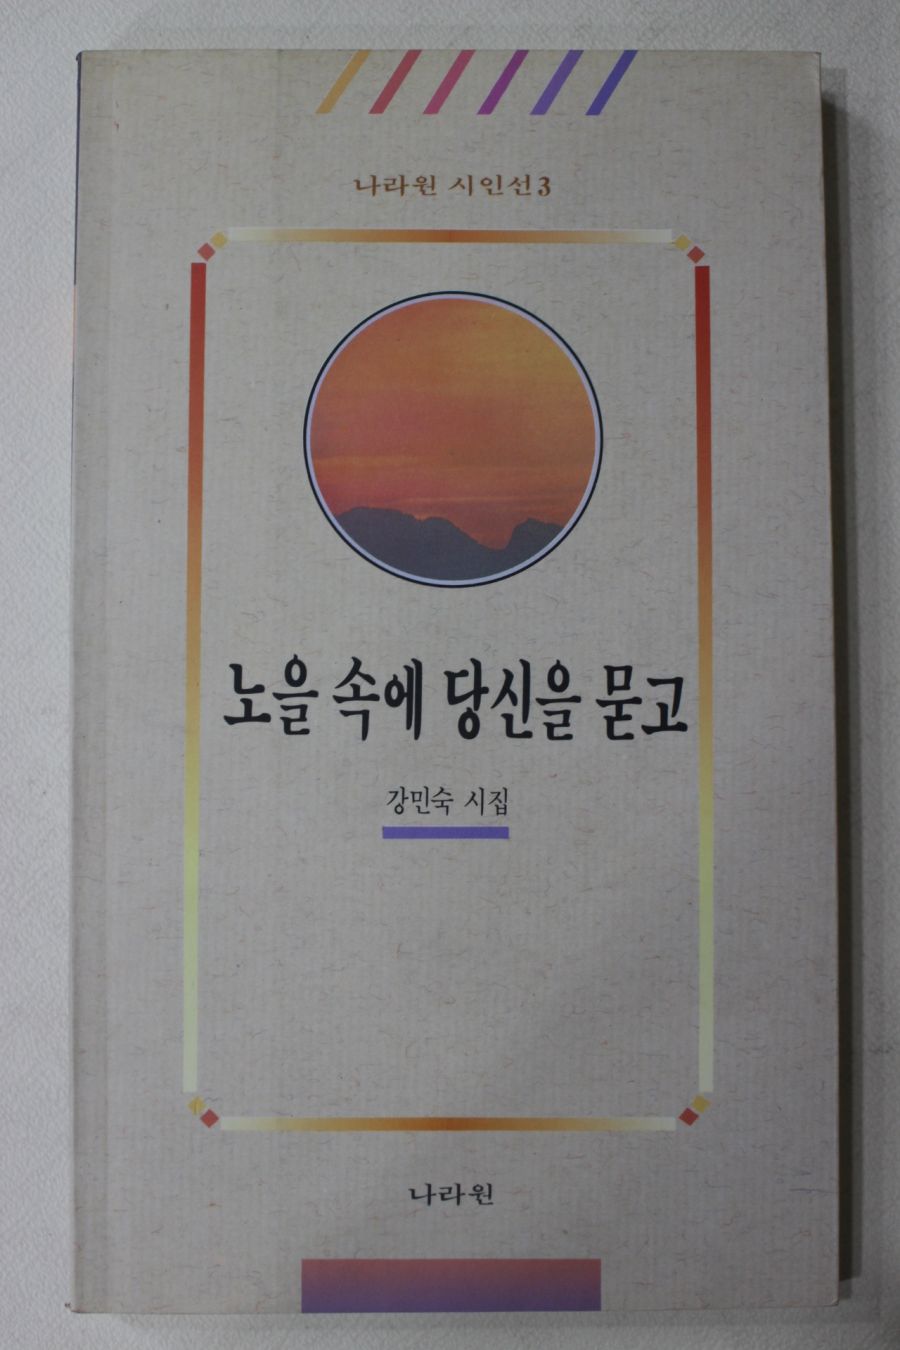 나라원 시인선3
노을 속에 당신을 묻고
강민숙 시집
나라원